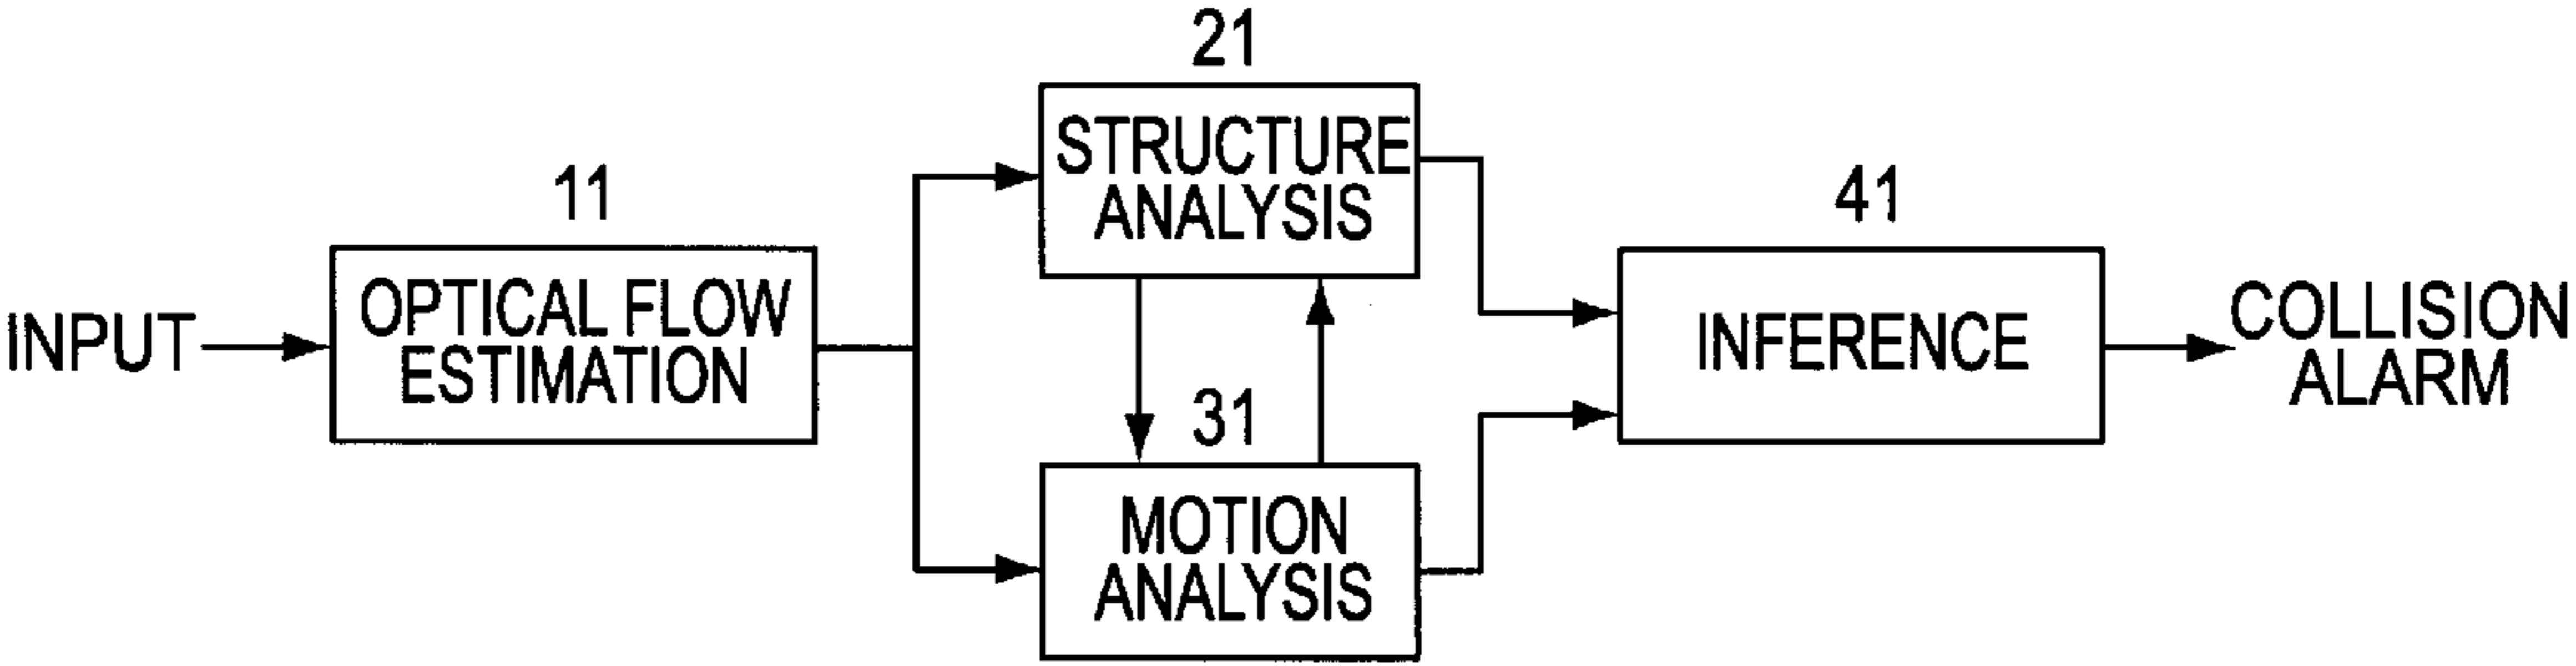 INPUT
11
OPTICAL FLOW
ESTIMATION
21
STRUCTURE
ANALYSIS
31
MOTION
ANALYSIS
41
INFERENCE
COLLISION
ALARM